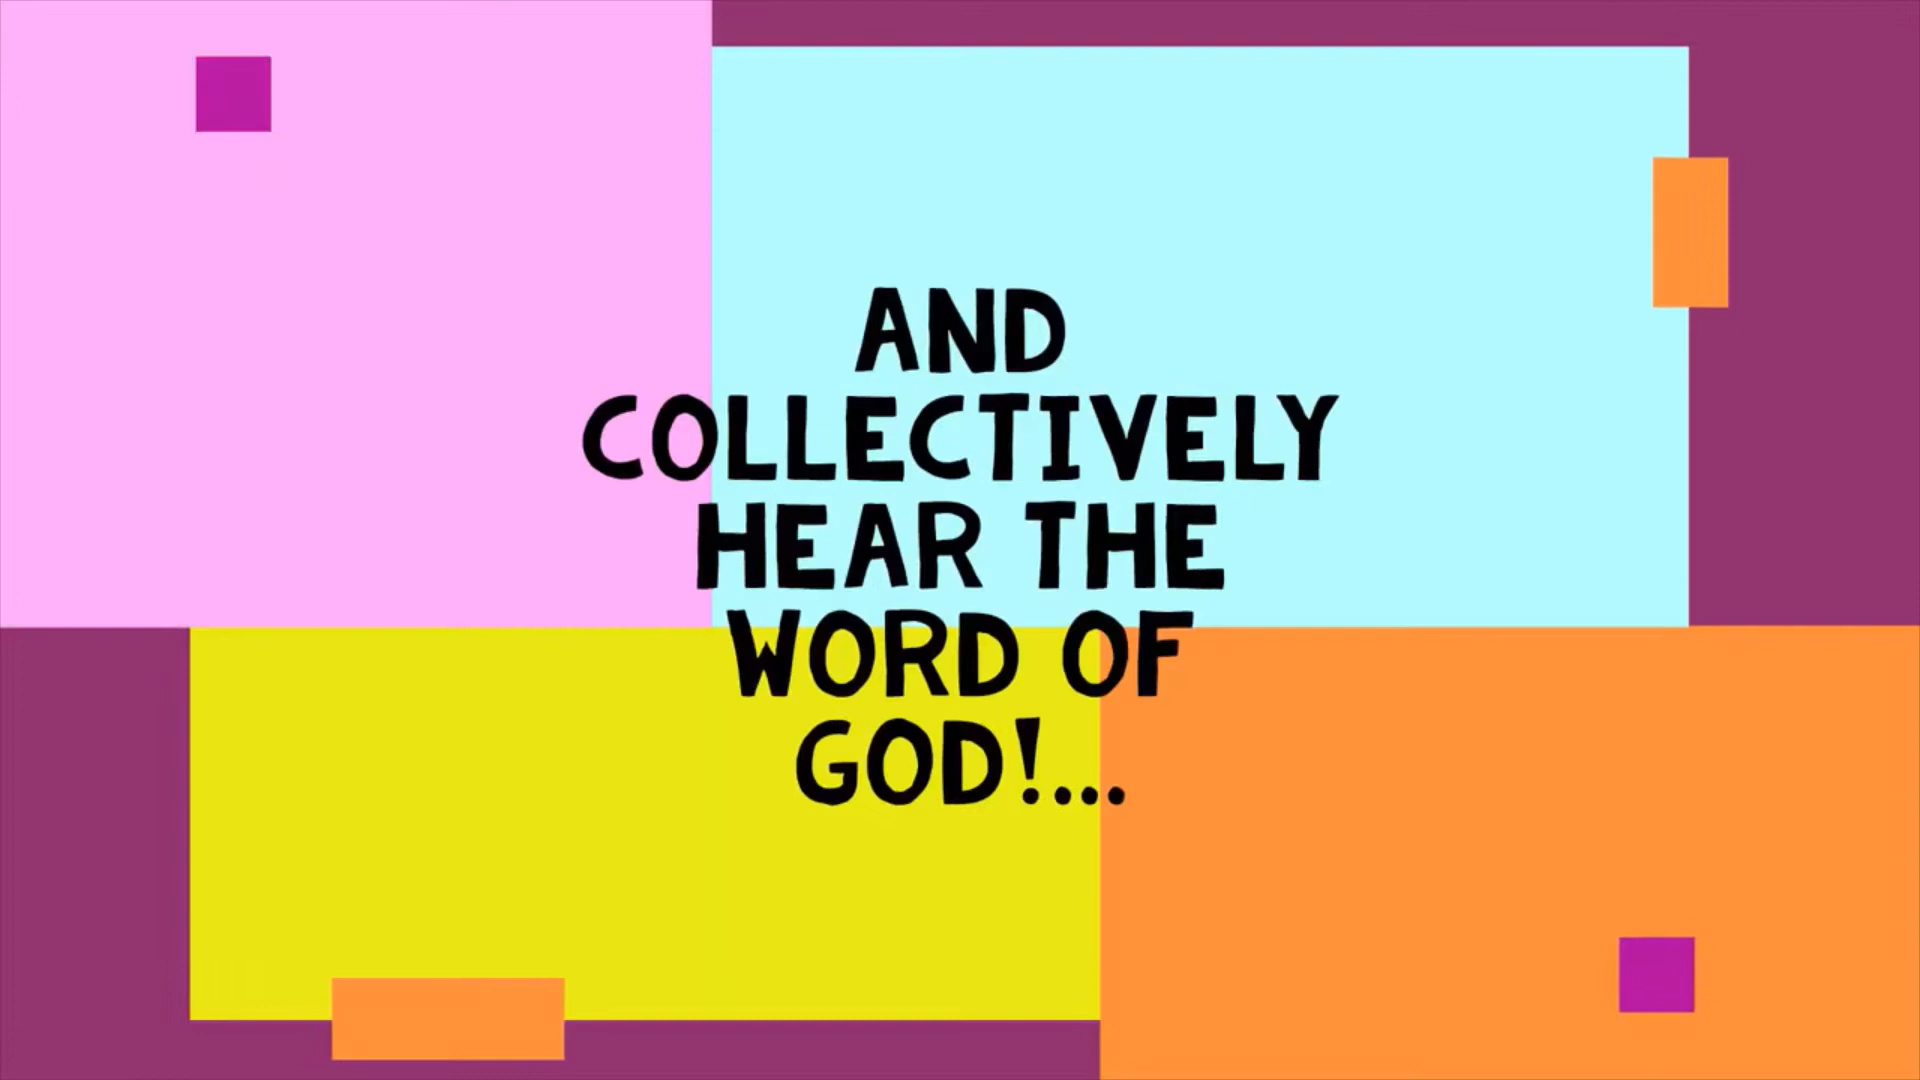 AND
COLLECTIVELY
HEAR THE
WORD OF
GOD!...